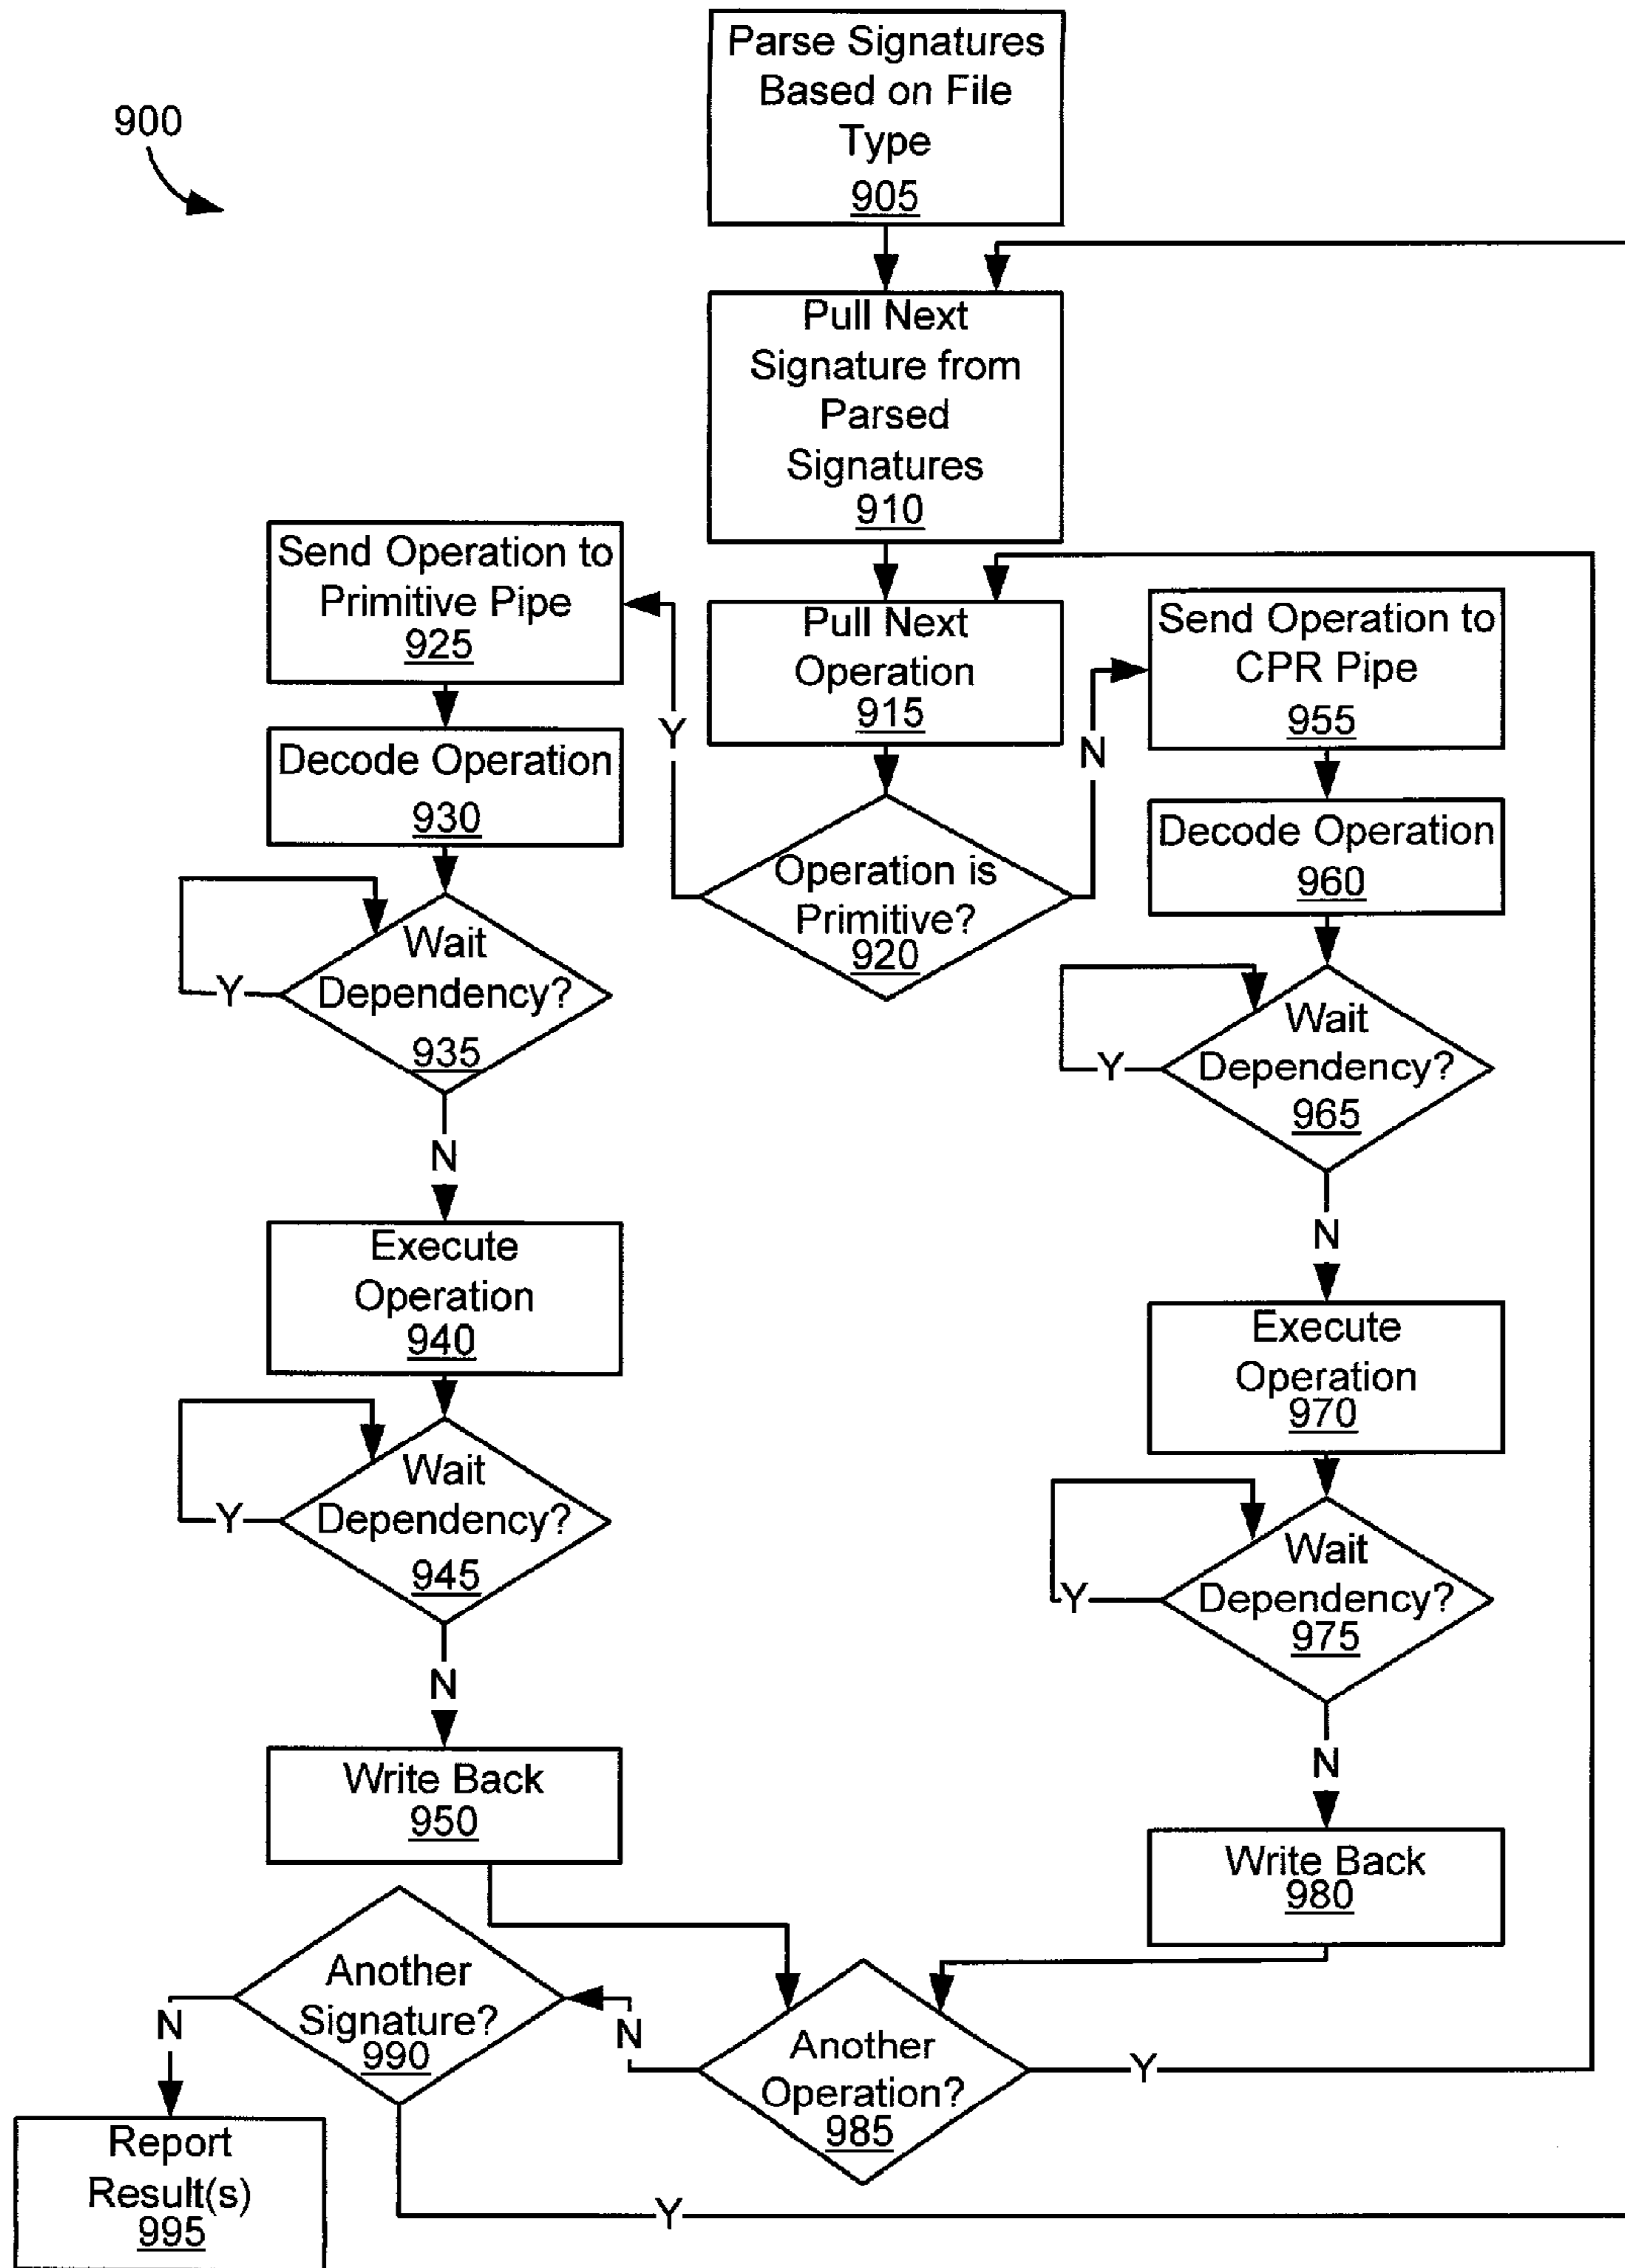 900
Parse Signatures
Based on File
Type
905
Pull Next
Signature from
Parsed
Signatures
910
Pull Next
Operation
915
Operation is
Primitive?
920
Y
N
Send Operation to
Primitive Pipe
925
Decode Operation
930
Wait
Dependency?
935
Y
N
Execute
Operation
940
Wait
Dependency?
945
Y
N
Write Back
950
Send Operation to
CPR Pipe
955
Decode Operation
960
Wait
Dependency?
965
Y
N
Execute
Operation
970
Wait
Dependency?
975
Y
N
Write Back
980
Another
Operation?
985
Y
N
Another
Signature?
990
Y
N
Report
Result(s)
995